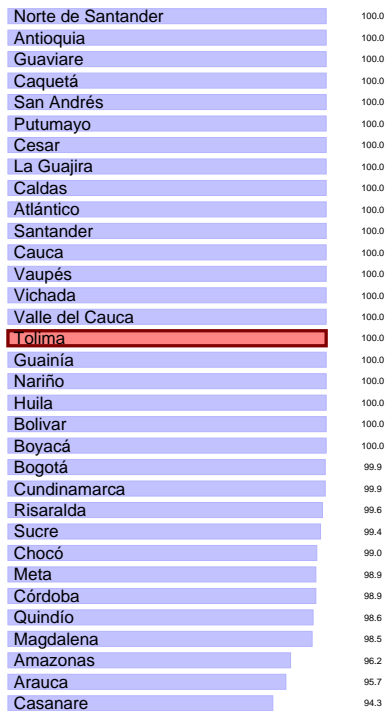 Norte de Santander 100.0
Antioquia 100.0
Guaviare 100.0
Caquetá 100.0
San Andrés 100.0
Putumayo 100.0
Cesar 100.0
La Guajira 100.0
Caldas 100.0
Atlántico 100.0
Santander 100.0
Cauca 100.0
Vaupés 100.0
Vichada 100.0
Valle del Cauca 100.0
Tolima 100.0
Guainía 100.0
Nariño 100.0
Huila 100.0
Bolivar 100.0
Boyacá 100.0
Bogotá 99.9
Cundinamarca 99.9
Risaralda 99.6
Sucre 99.4
Chocó 99.0
Meta 98.9
Córdoba 98.9
Quindío 98.6
Magdalena 98.5
Amazonas 96.2
Arauca 95.7
Casanare 94.3